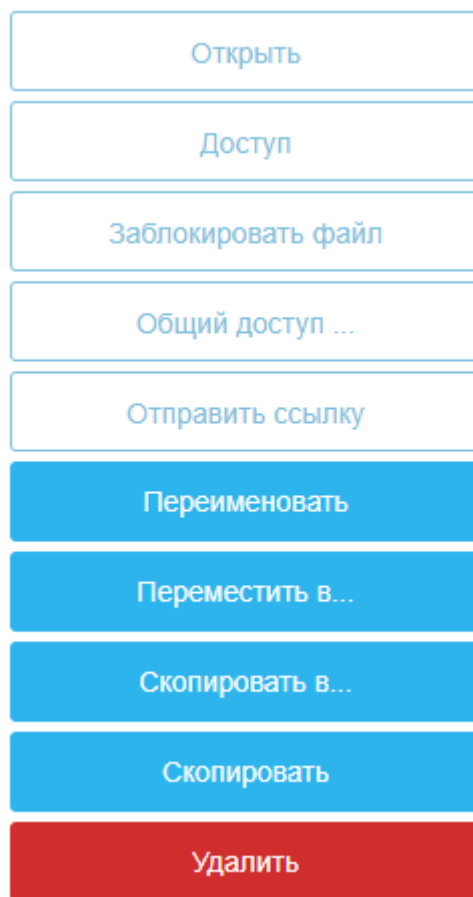 Открыть
Доступ
Заблокировать файл
Общий доступ ...
Отправить ссылку
Переименовать
Переместить в...
Скопировать в...
Скопировать
Удалить